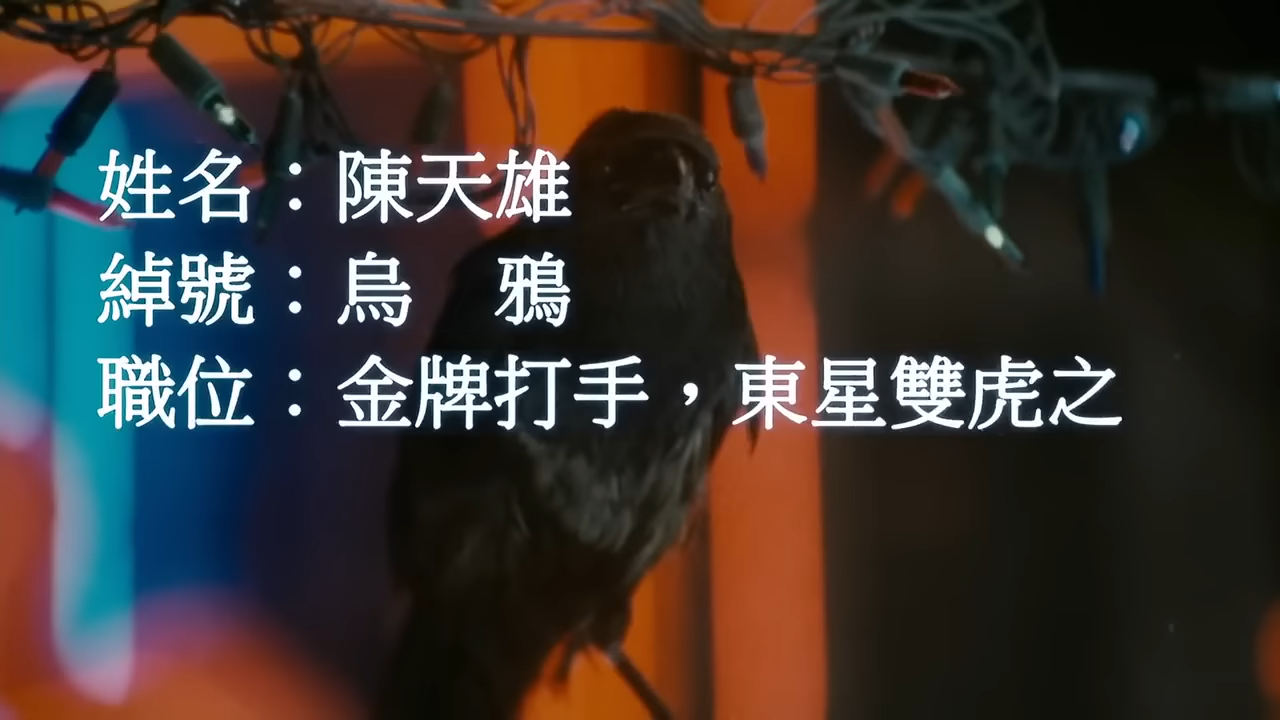 姓名：陳天雄
綽號：烏　鴉
職位：金牌打手，東星雙虎之